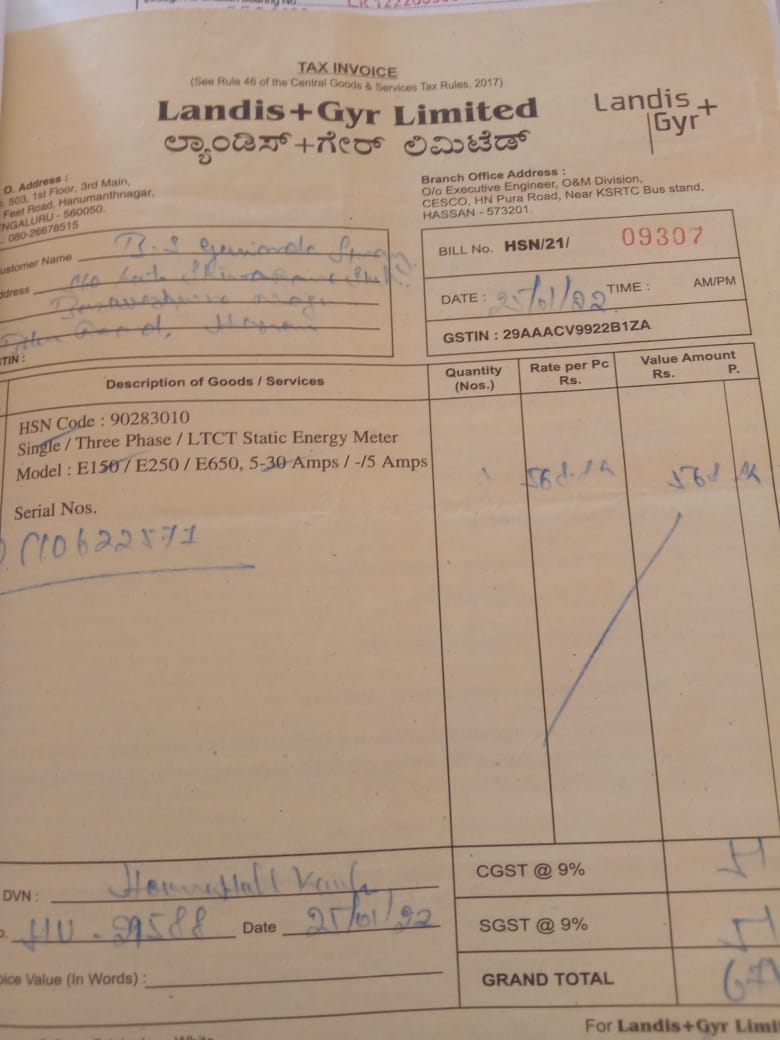 TAX INVOICE
(See Rule 46 of the Central Goods & Services Tax Rules, 2017)
Landis+Gyr Limited
ಲ್ಯಾಂಡಿಸ್+ಗೇರ್ ಲಿಮಿಟೆಡ್
Landis+
Gyr
O. Address :
503, 1st Floor, 3rd Main,
Feet Road, Hanumanthnagar,
NGALURU - 560050.
080-26678515
Branch Office Address :
O/o Executive Engineer, O&M Division,
CESCO, HN Pura Road, Near KSRTC Bus stand,
HASSAN - 573201.
ustomer Name B.S
ddress
TIN :
BILL No. HSN/21/ 09307
DATE : 25/01/22 TIME : AM/PM
GSTIN : 29AAACV9922B1ZA
Description of Goods / Services
Quantity (Nos.)
Rate per Pc Rs.
Value Amount Rs. P.
HSN Code : 90283010
Single / Three Phase / LTCT Static Energy Meter
Model : E150 / E250 / E650, 5-30 Amps / -/5 Amps
568
568
Serial Nos.
10622571
DVN :
CGST @ 9%
29588 Date 25/01/22
SGST @ 9%
oice Value (In Words) :
GRAND TOTAL
For Landis+Gyr Limi